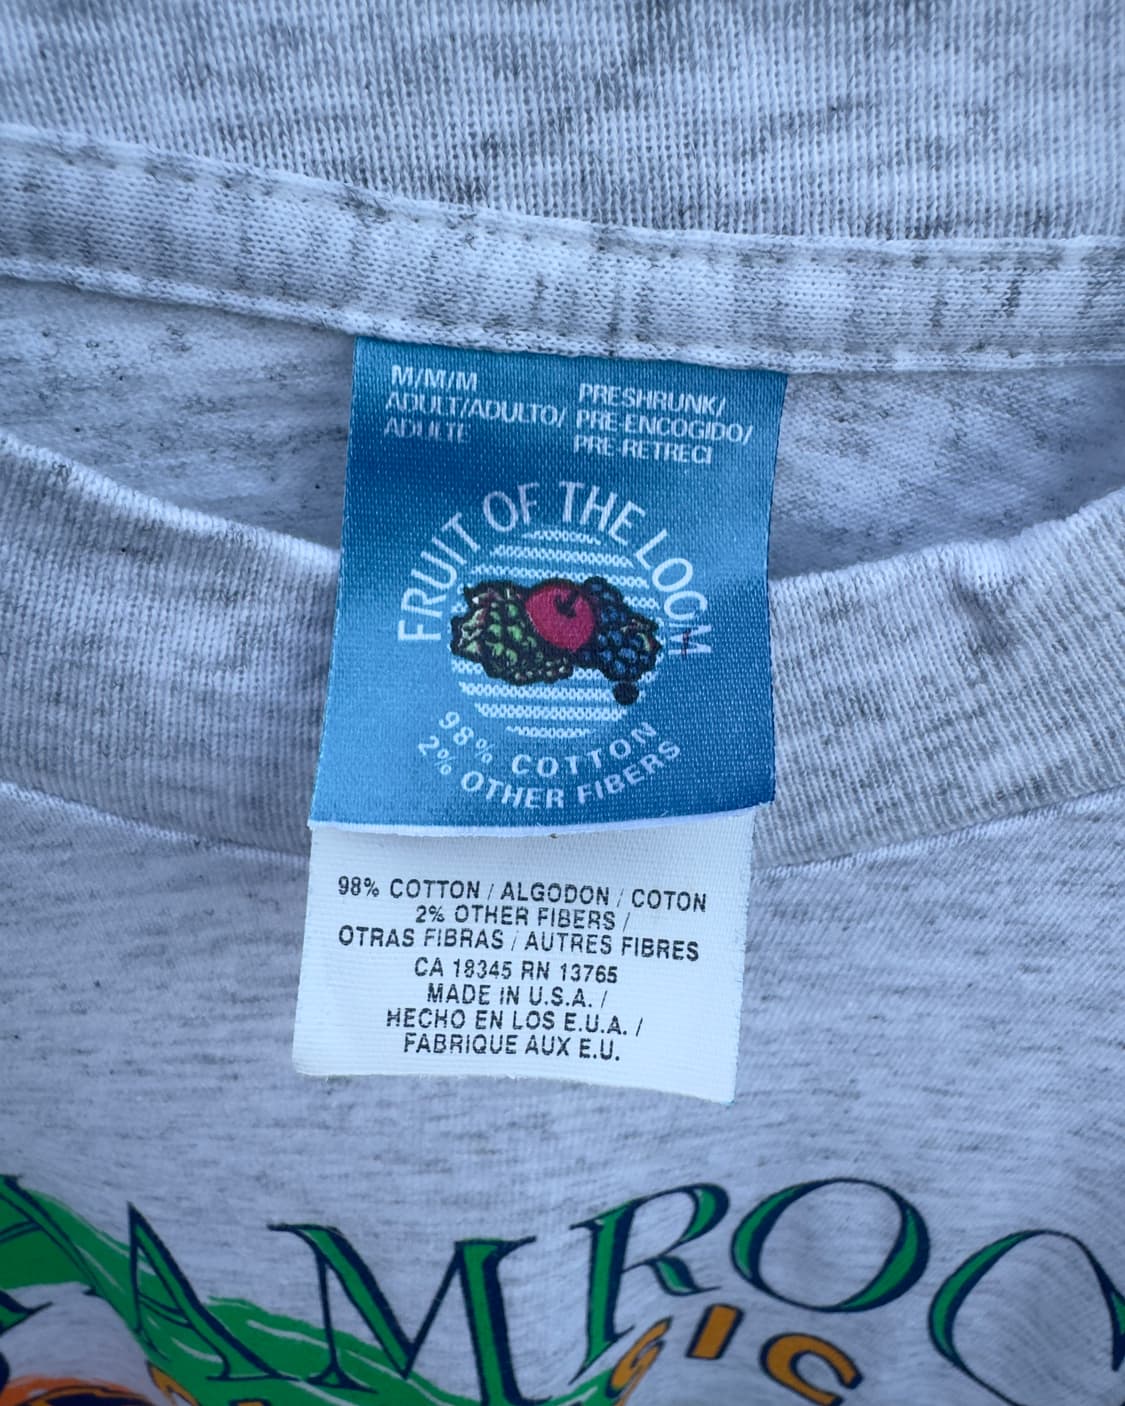 M/M/M
ADULT/ADULTO/
ADULTE
PRESHRUNK/
PRE-ENCOGIDO/
PRE-RETRECI
FRUIT OF THE LOOM
98% COTTON
2% OTHER FIBERS
98% COTTON / ALGODON / COTON
2% OTHER FIBERS /
OTRAS FIBRAS / AUTRES FIBRES
CA 18345 RN 13765
MADE IN U.S.A. /
HECHO EN LOS E.U.A. /
FABRIQUE AUX E.U.
AMROC
SIC